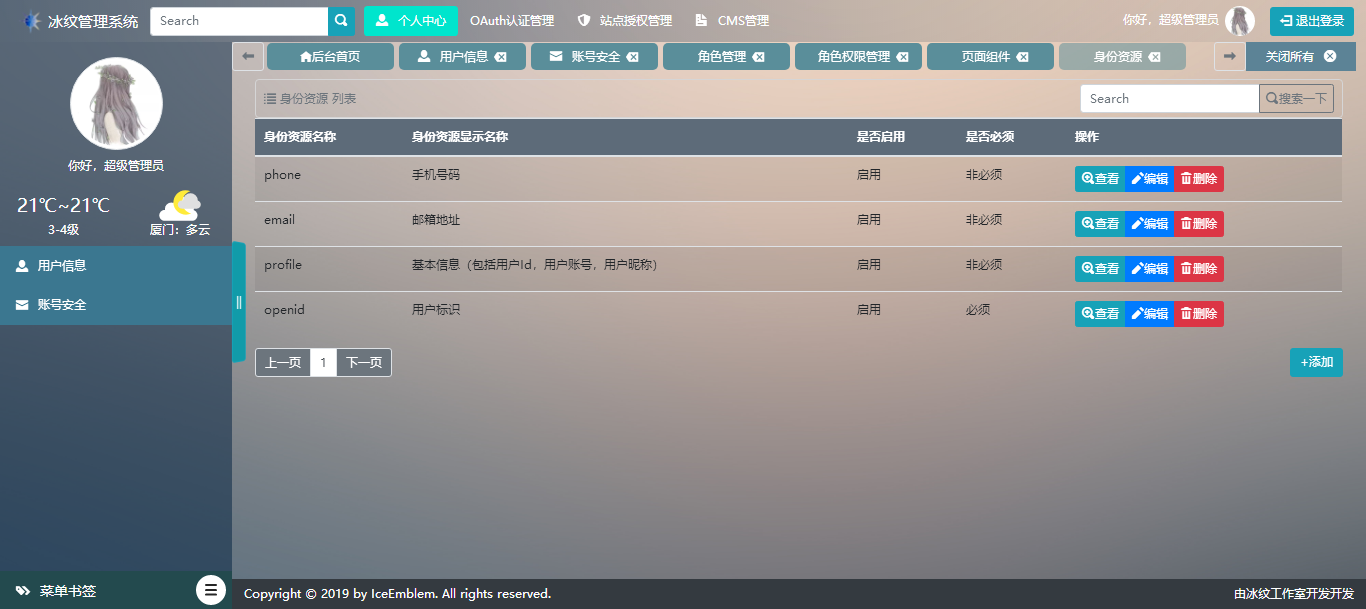 冰纹管理系统 Search 个人中心 OAuth认证管理 站点授权管理 CMS管理 你好，超级管理员 退出登录
后台首页 用户信息 账号安全 角色管理 角色权限管理 页面组件 身份资源 关闭所有
你好，超级管理员
21℃~21℃
3-4级 厦门：多云
用户信息
账号安全
菜单书签
身份资源 列表 Search 搜索一下
身份资源名称 身份资源显示名称 是否启用 是否必须 操作
phone 手机号码 启用 非必须 查看 编辑 删除
email 邮箱地址 启用 非必须 查看 编辑 删除
profile 基本信息（包括用户Id，用户账号，用户昵称） 启用 非必须 查看 编辑 删除
openid 用户标识 启用 必须 查看 编辑 删除
上一页 1 下一页 +添加
Copyright © 2019 by IceEmblem. All rights reserved. 由冰纹工作室开发开发